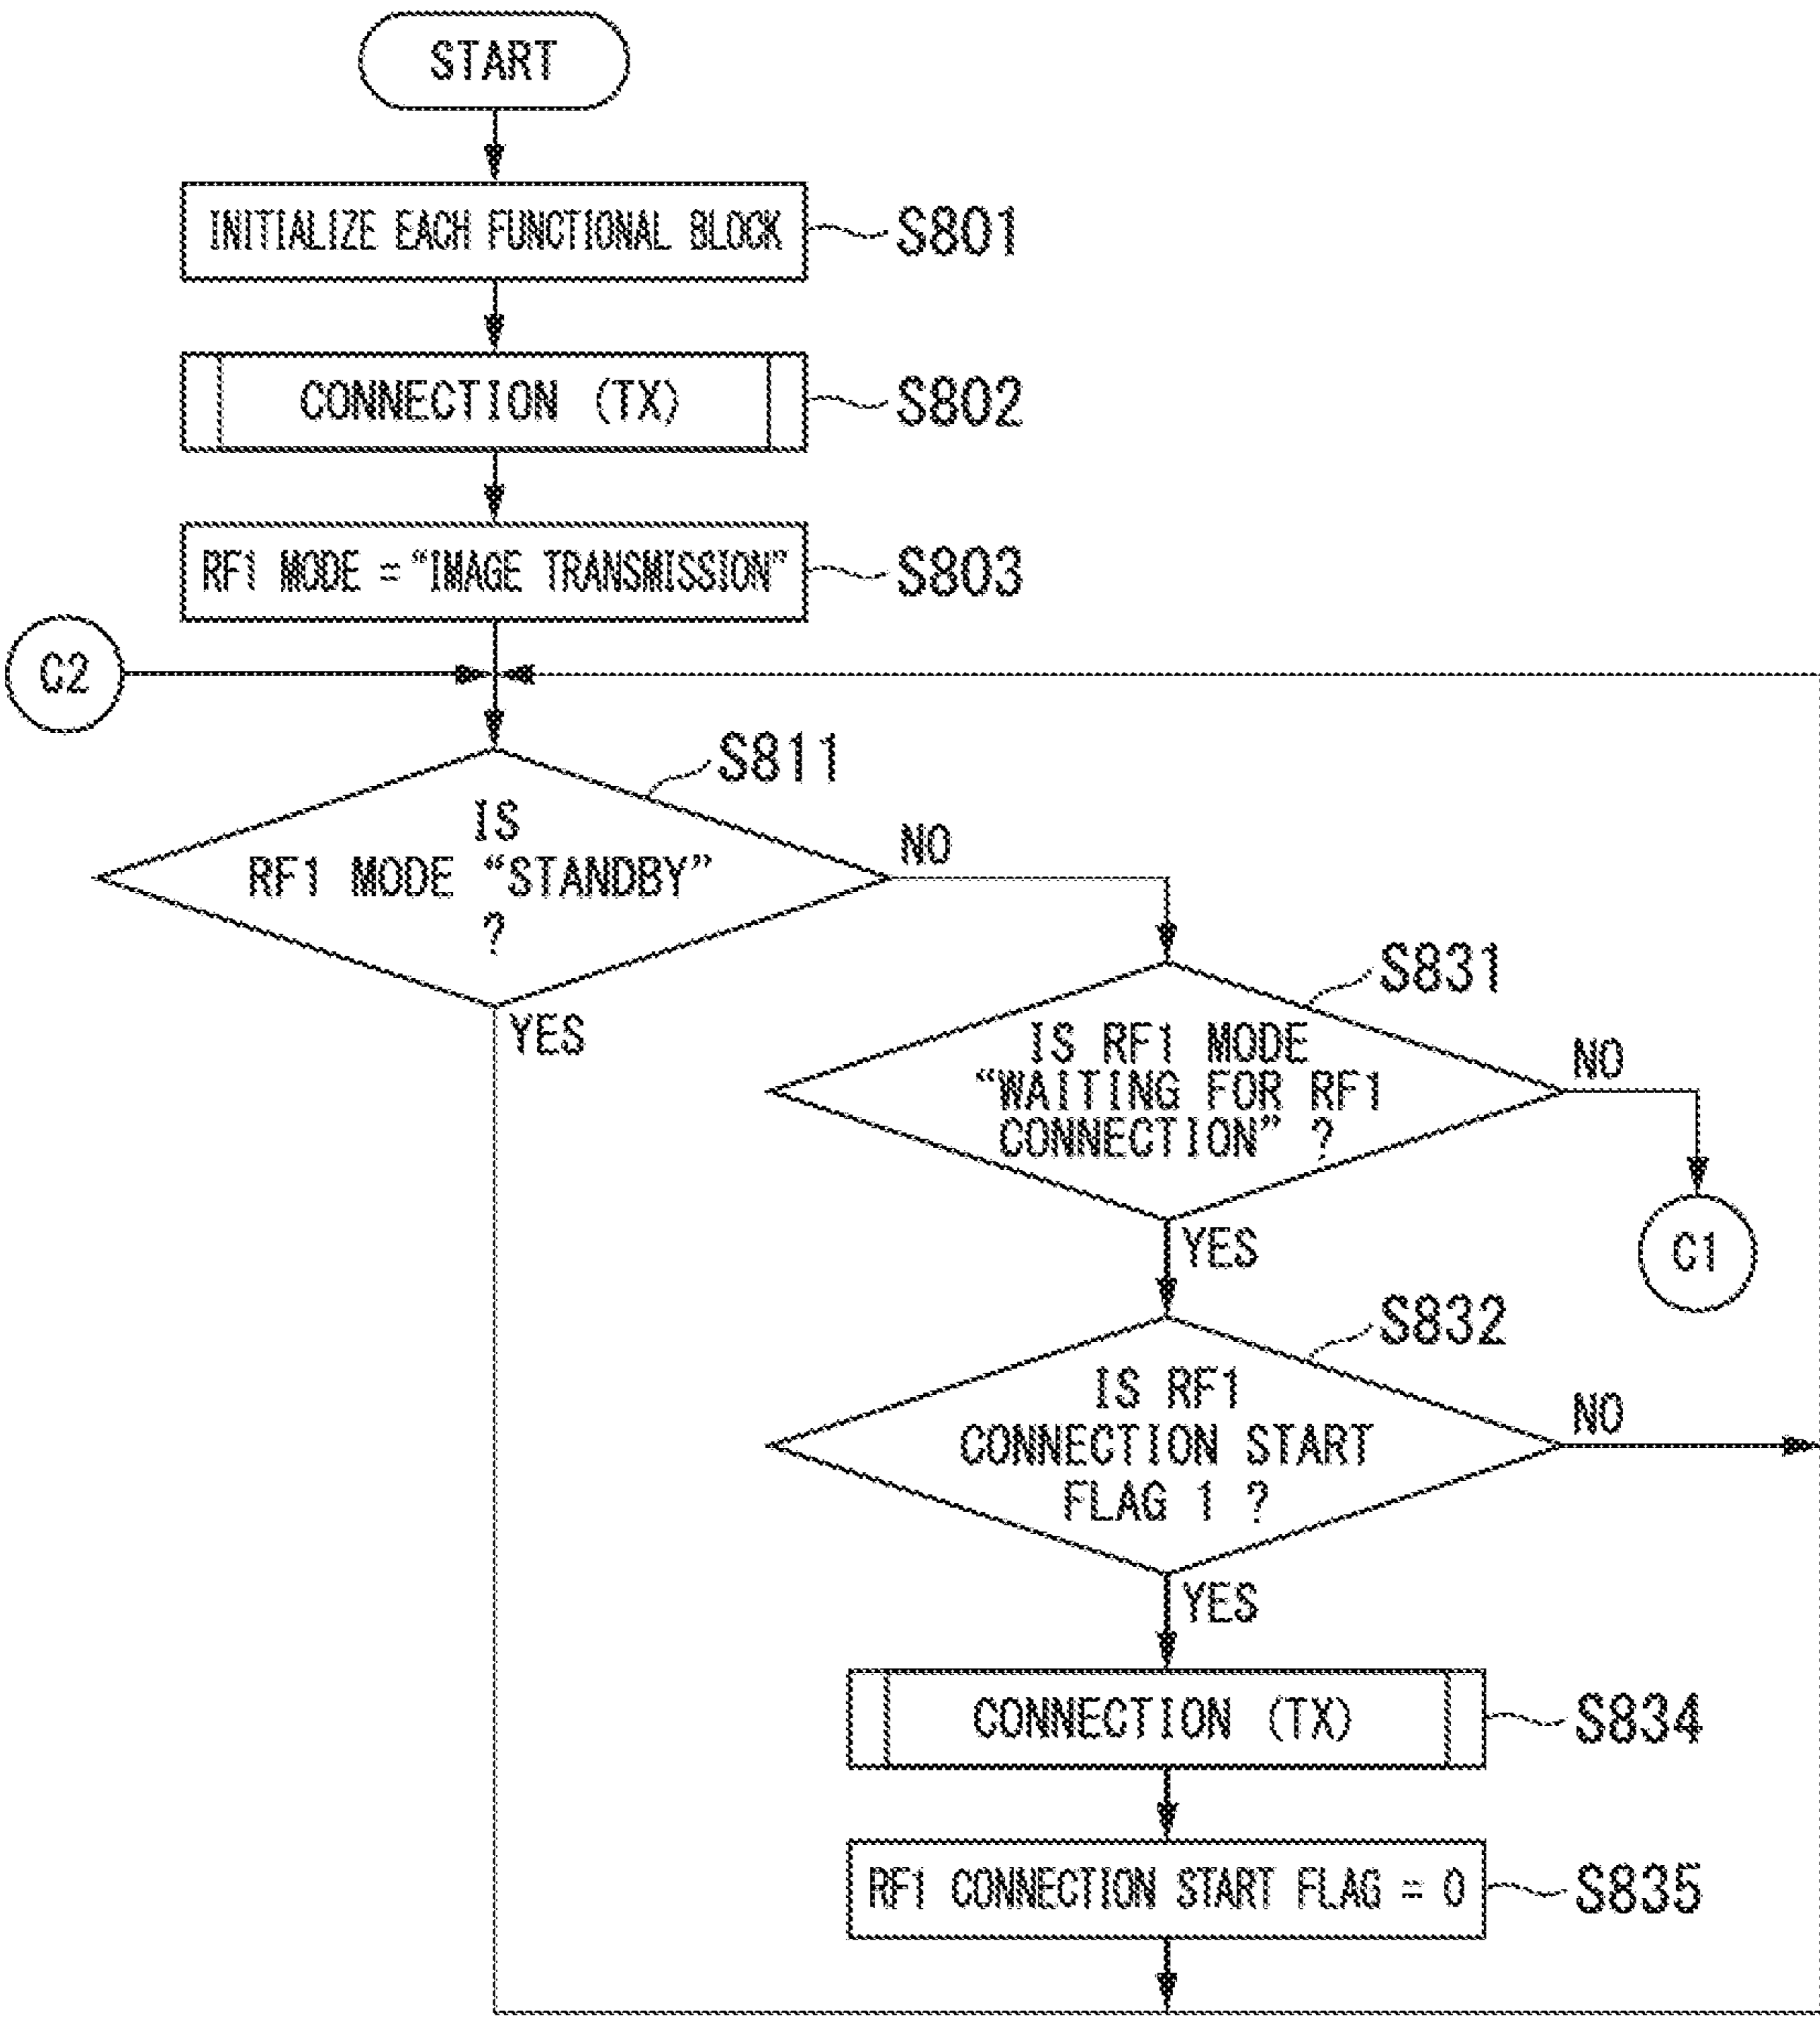 START
INITIALIZE EACH FUNCTIONAL BLOCK
S801
CONNECTION (TX)
S802
RF1 MODE = “IMAGE TRANSMISSION”
S803
C2
S811
IS
RF1 MODE “STANDBY”
?
NO
YES
S831
IS RF1 MODE
“WAITING FOR RF1
CONNECTION” ?
NO
C1
YES
S832
IS RF1
CONNECTION START
FLAG 1 ?
NO
YES
CONNECTION (TX)
S834
RF1 CONNECTION START FLAG = 0
S835